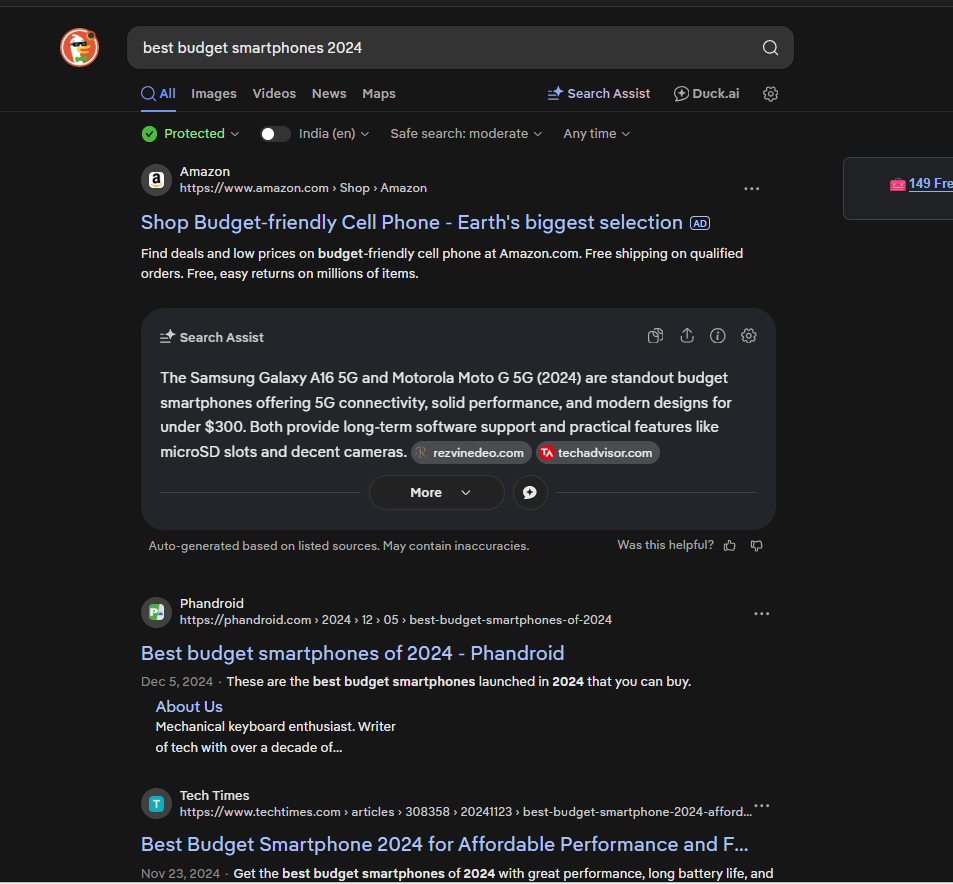 best budget smartphones 2024
All Images Videos News Maps Search Assist Duck.ai
Protected India (en) Safe search: moderate Any time
Amazon
https://www.amazon.com › Shop › Amazon
149 Fre
Shop Budget-friendly Cell Phone - Earth's biggest selection AD
Find deals and low prices on budget-friendly cell phone at Amazon.com. Free shipping on qualified
orders. Free, easy returns on millions of items.
Search Assist
The Samsung Galaxy A16 5G and Motorola Moto G 5G (2024) are standout budget
smartphones offering 5G connectivity, solid performance, and modern designs for
under $300. Both provide long-term software support and practical features like
microSD slots and decent cameras. rezvinedeo.com TA techadvisor.com
More
Auto-generated based on listed sources. May contain inaccuracies. Was this helpful?
Phandroid
https://phandroid.com › 2024 › 12 › 05 › best-budget-smartphones-of-2024
Best budget smartphones of 2024 - Phandroid
Dec 5, 2024 · These are the best budget smartphones launched in 2024 that you can buy.
About Us
Mechanical keyboard enthusiast. Writer
of tech with over a decade of...
T Tech Times
https://www.techtimes.com › articles › 308358 › 20241123 › best-budget-smartphone-2024-afford...
Best Budget Smartphone 2024 for Affordable Performance and F...
Nov 23, 2024 · Get the best budget smartphones of 2024 with great performance, long battery life, and